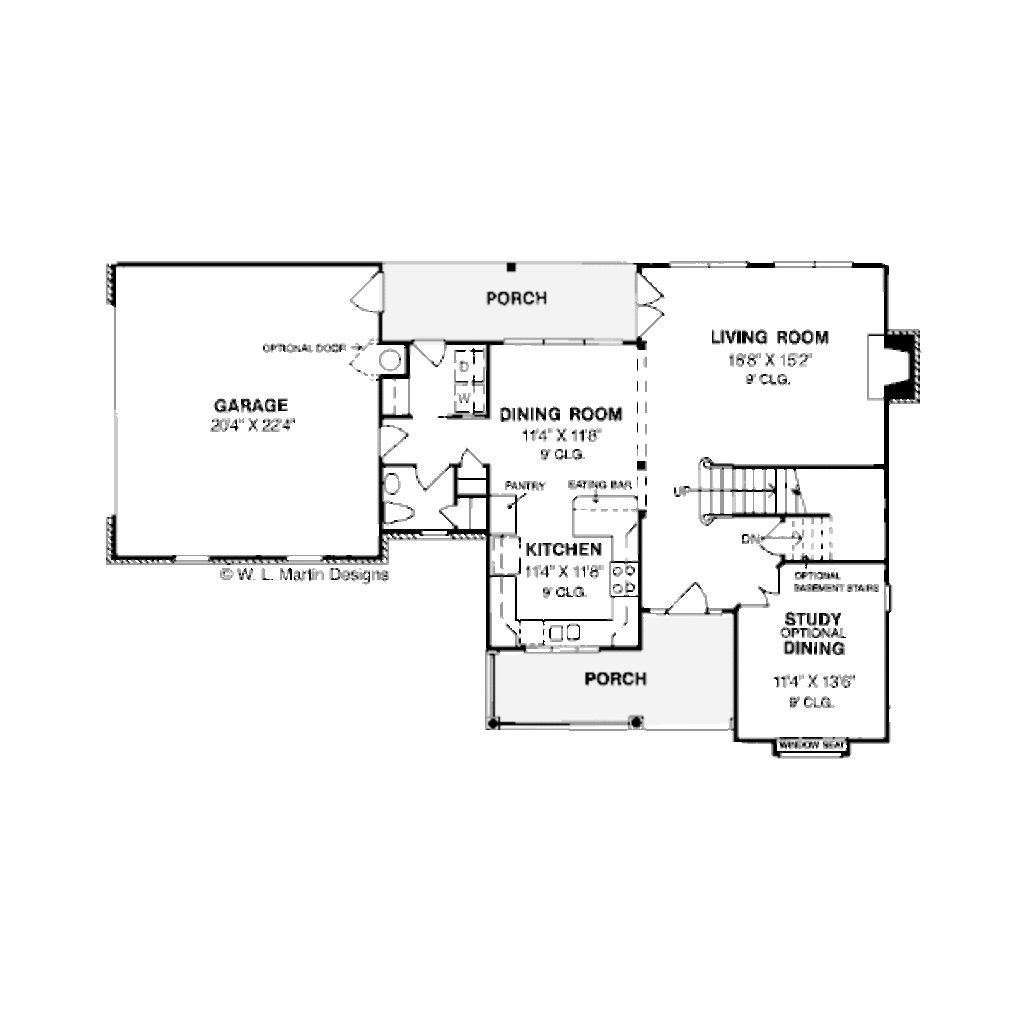 PORCH
LIVING ROOM
16'8" X 15'2"
9' CLG.
OPTIONAL DOOR
D
W
GARAGE
20'4" X 22'4"
DINING ROOM
11'4" X 11'8"
9' CLG.
PANTRY
EATING BAR
UP
DN
KITCHEN
11'4" X 11'8"
9' CLG.
© W. L. Martin Designs
OPTIONAL
BASEMENT STAIRS
STUDY
OPTIONAL
DINING
11'4" X 13'6"
9' CLG.
PORCH
WINDOW SEAT